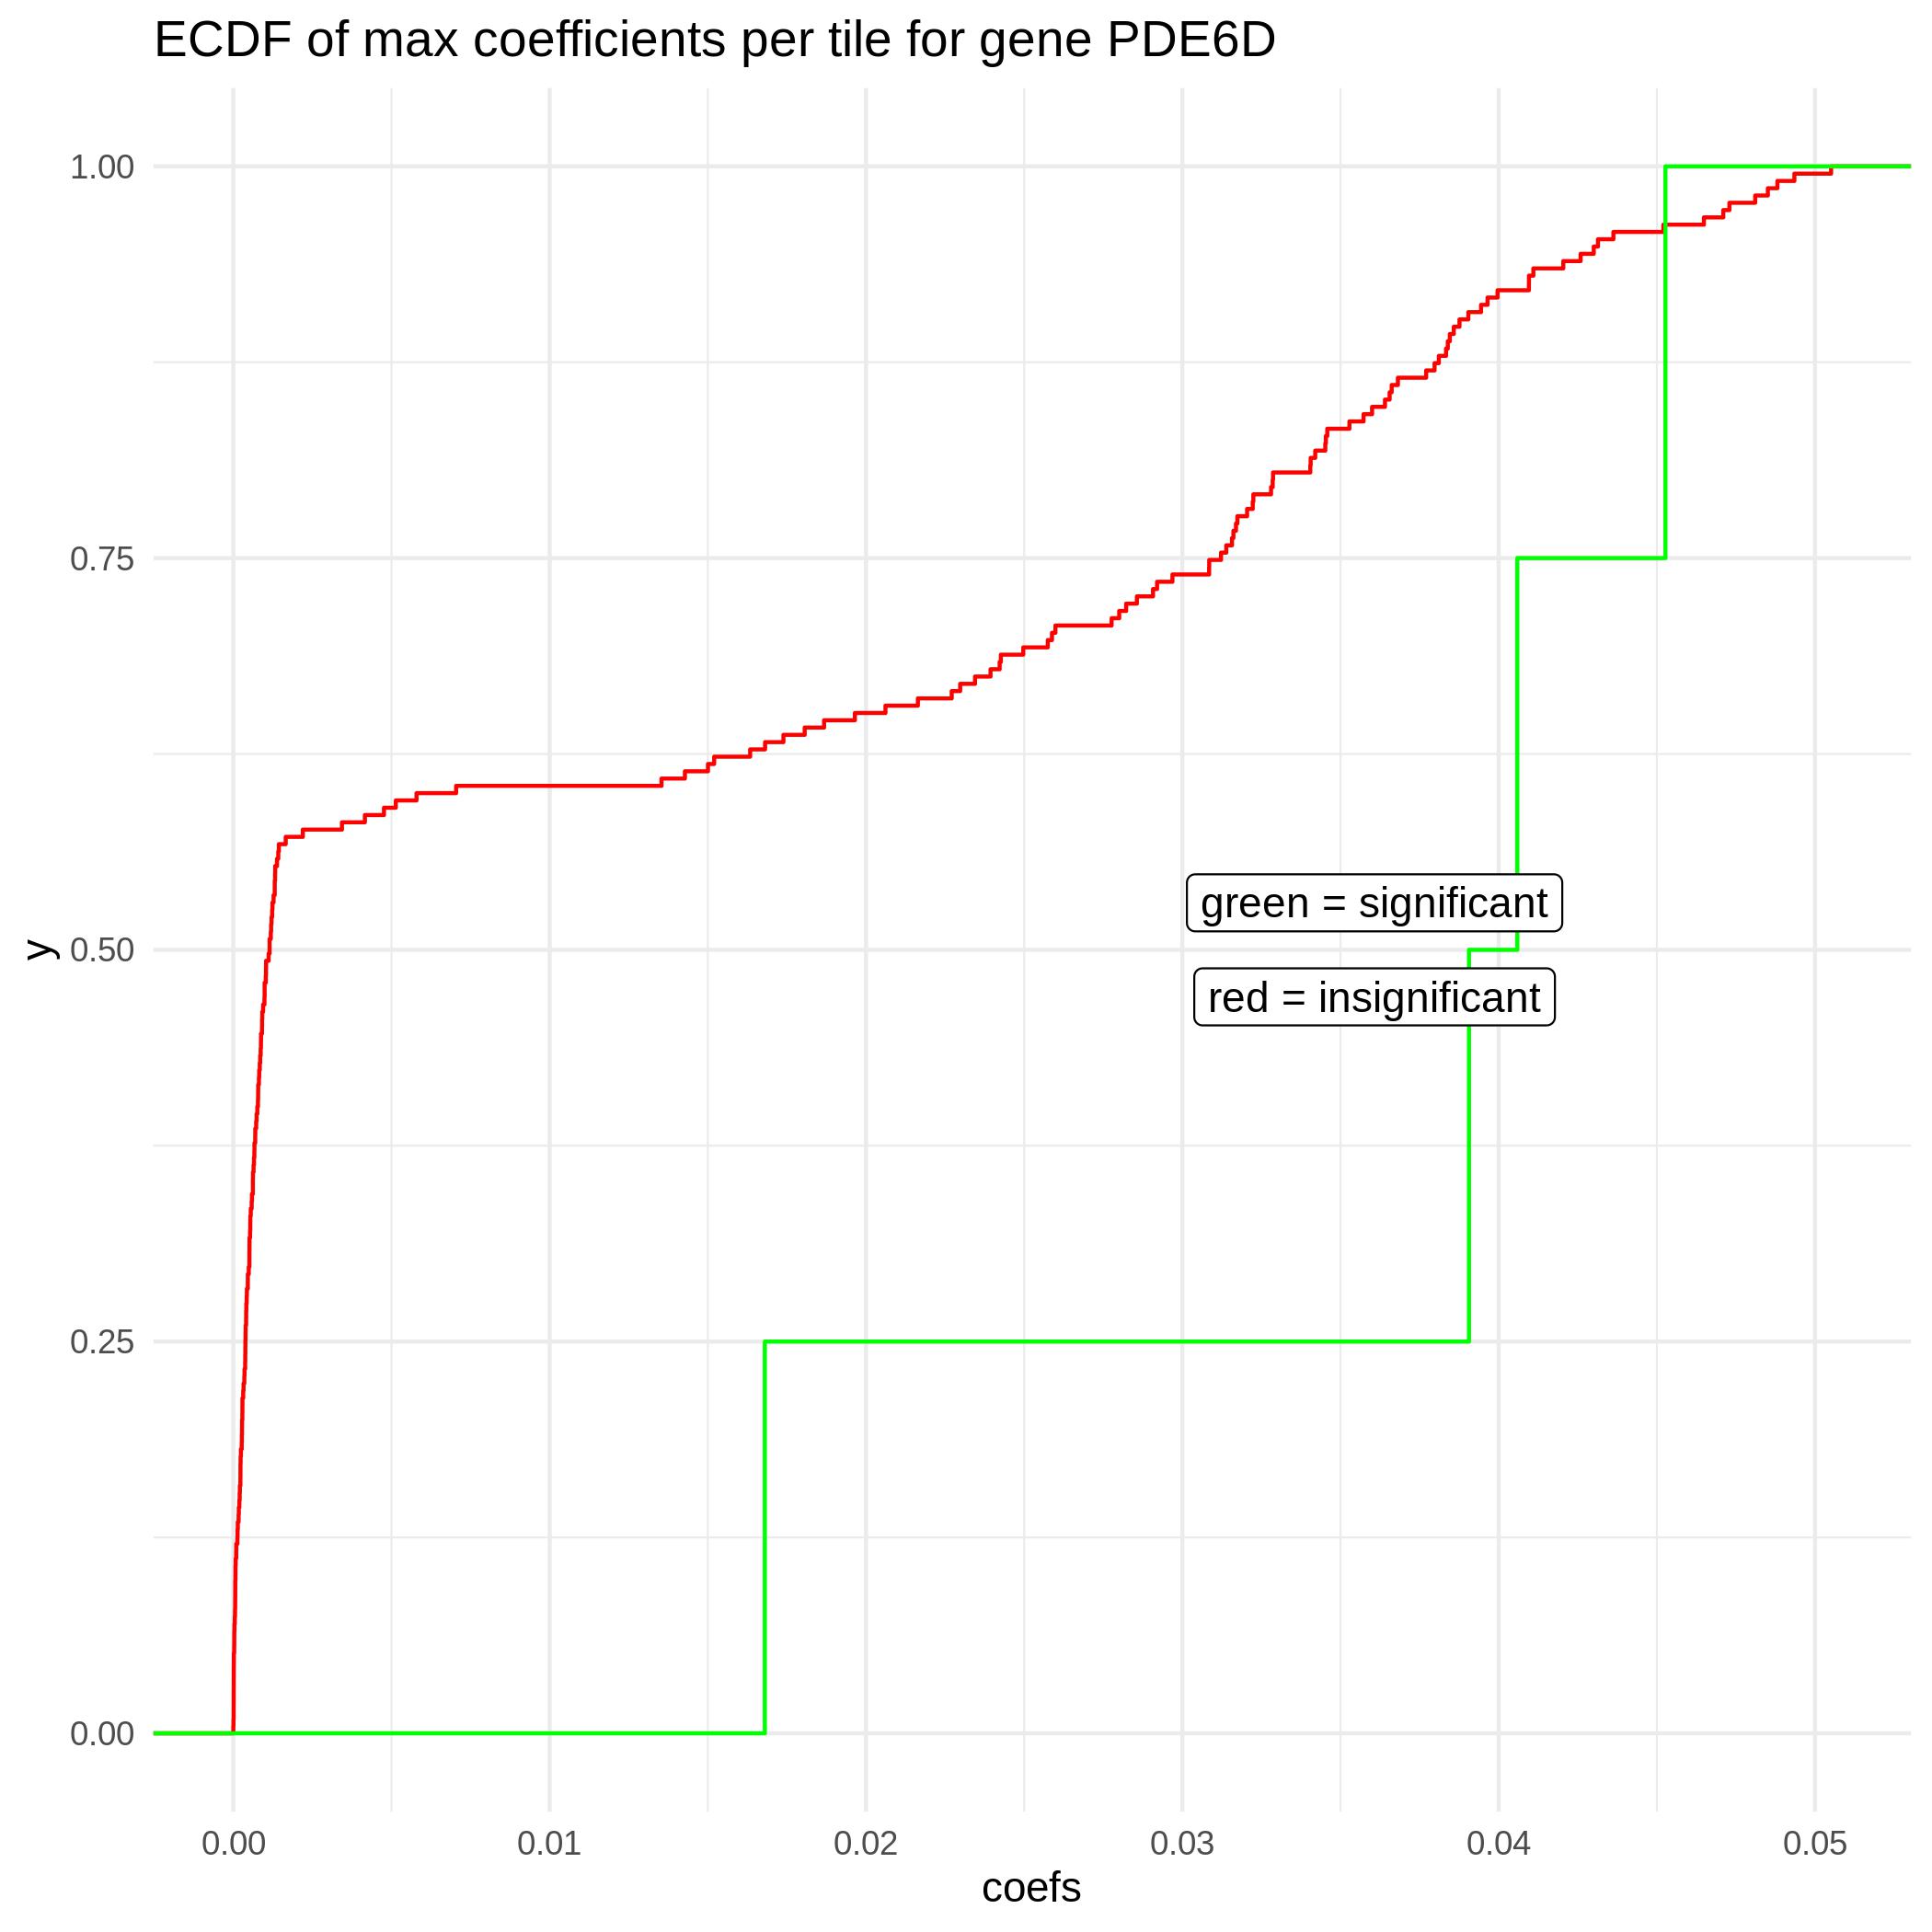 ECDF of max coefficients per tile for gene PDE6D
1.00
0.75
0.50
0.25
0.00
y
green = significant
red = insignificant
0.00 0.01 0.02 0.03 0.04 0.05
coefs